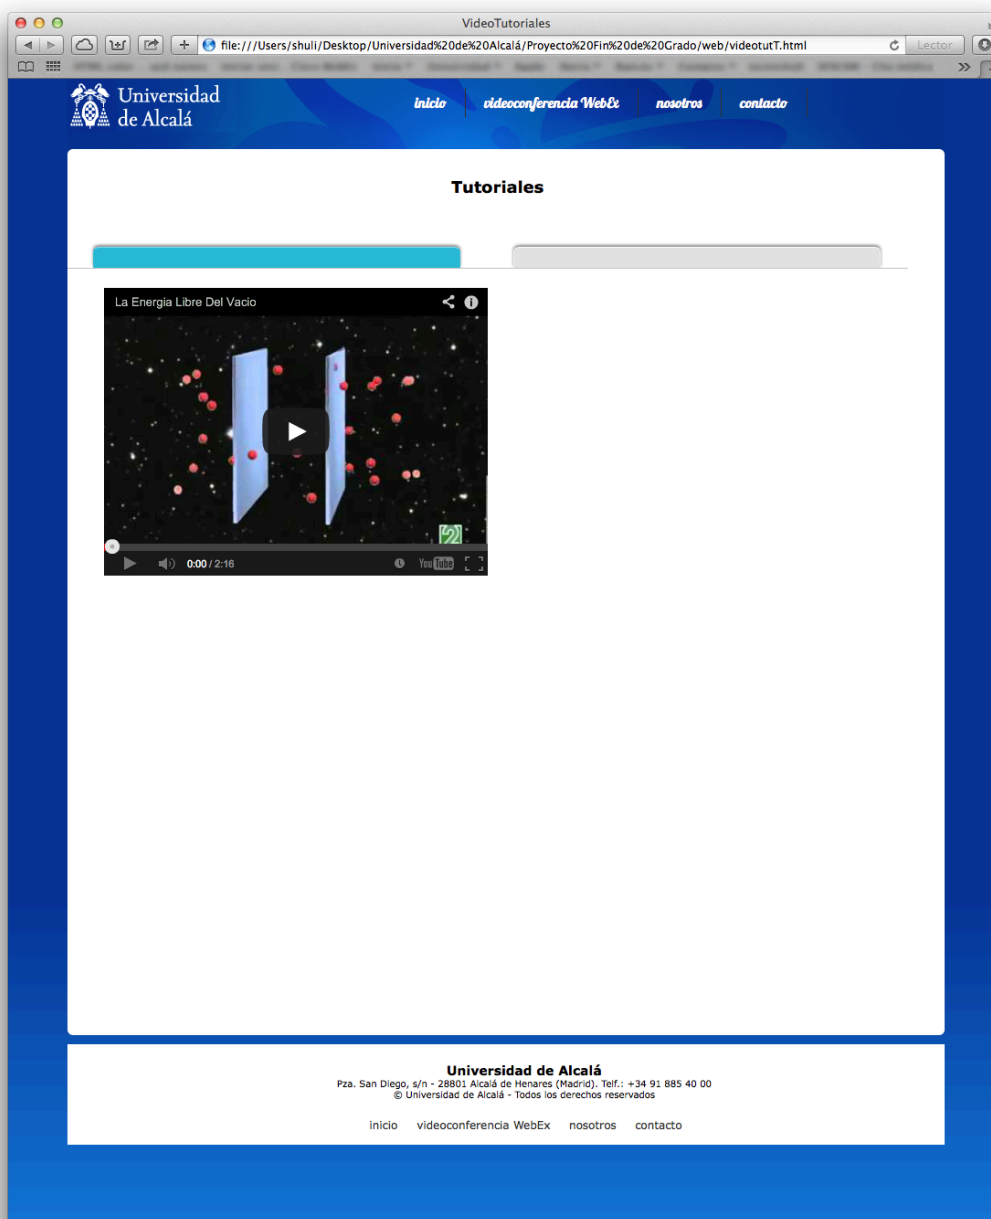 VideoTutoriales
file:///Users/shuli/Desktop/Universidad%20de%20Alcalá/Proyecto%20Fin%20de%20Grado/web/videotutT.html
Lector
Universidad
de Alcalá
inicio videoconferencia WebEx nosotros contacto
Tutoriales
La Energia Libre Del Vacio
2
0:00 / 2:16
YouTube
Universidad de Alcalá
Pza. San Diego, s/n - 28801 Alcalá de Henares (Madrid). Telf.: +34 91 885 40 00
© Universidad de Alcalá - Todos los derechos reservados
inicio videoconferencia WebEx nosotros contacto